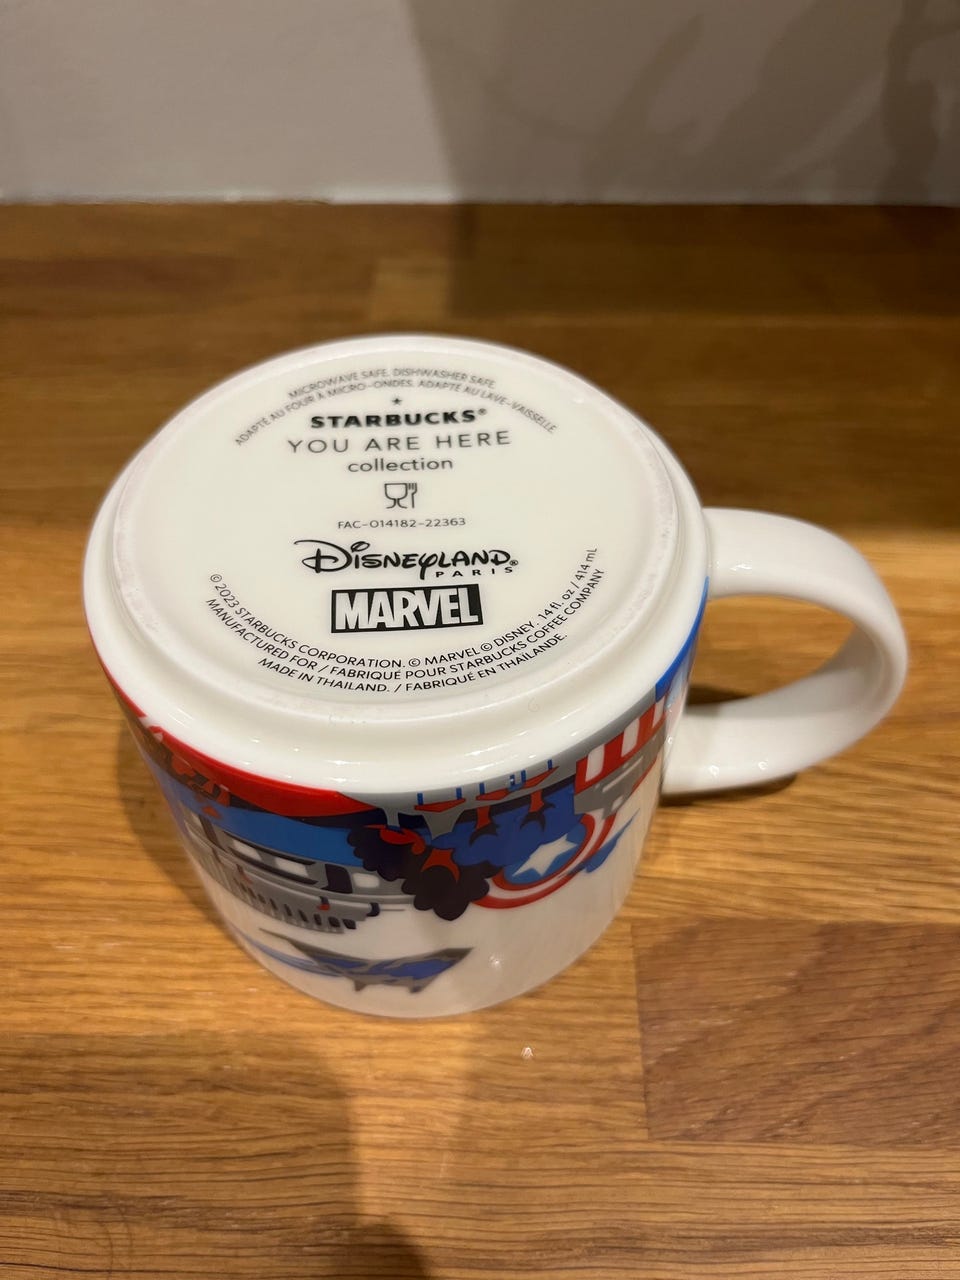 MICROWAVE SAFE. DISHWASHER SAFE.
ADAPTÉ AU FOUR À MICRO-ONDES. ADAPTÉ AU LAVE-VAISSELLE.
STARBUCKS®
YOU ARE HERE
collection
FAC-014182-22363
DISNEYLAND®
PARIS
MARVEL
© 2023 STARBUCKS CORPORATION. © MARVEL © DISNEY . 14 fl. oz / 414 mL
MANUFACTURED FOR / FABRIQUÉ POUR STARBUCKS COFFEE COMPANY
MADE IN THAILAND. / FABRIQUÉ EN THAÏLANDE.